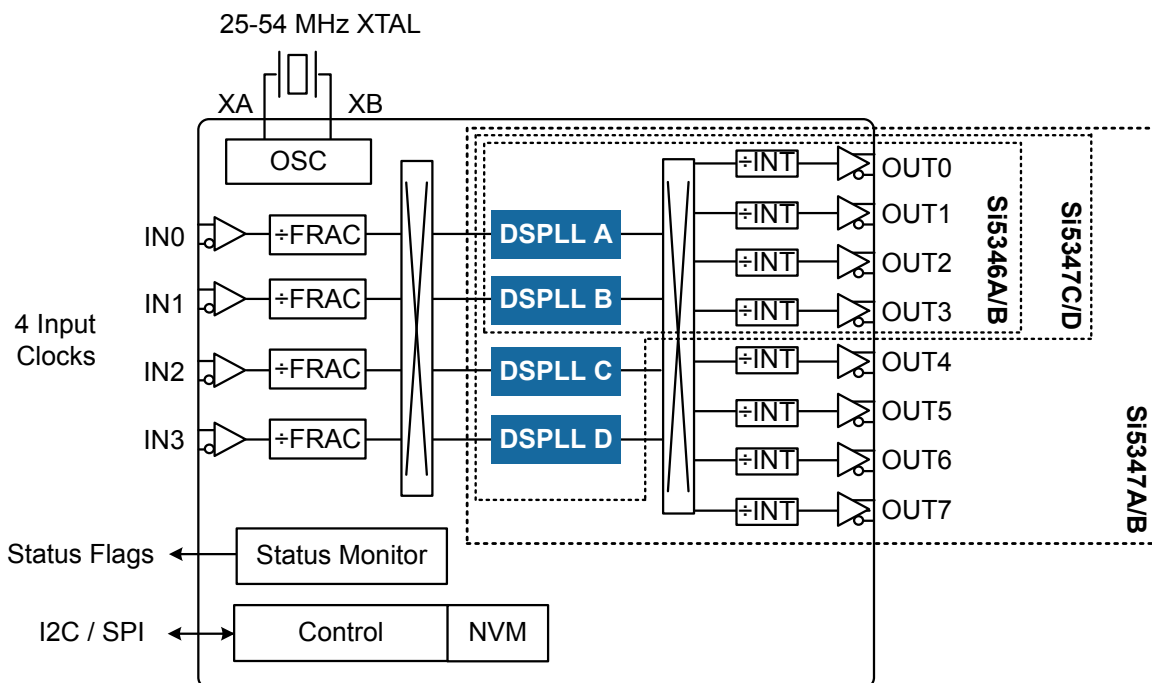 25-54 MHz XTAL
XA
XB
OSC
IN0
÷FRAC
IN1
÷FRAC
4 Input
Clocks
IN2
÷FRAC
IN3
÷FRAC
DSPLL A
DSPLL B
DSPLL C
DSPLL D
÷INT
OUT0
÷INT
OUT1
÷INT
OUT2
÷INT
OUT3
÷INT
OUT4
÷INT
OUT5
÷INT
OUT6
÷INT
OUT7
Si5346A/B
Si5347C/D
Si5347A/B
Status Flags
Status Monitor
I2C / SPI
Control
NVM